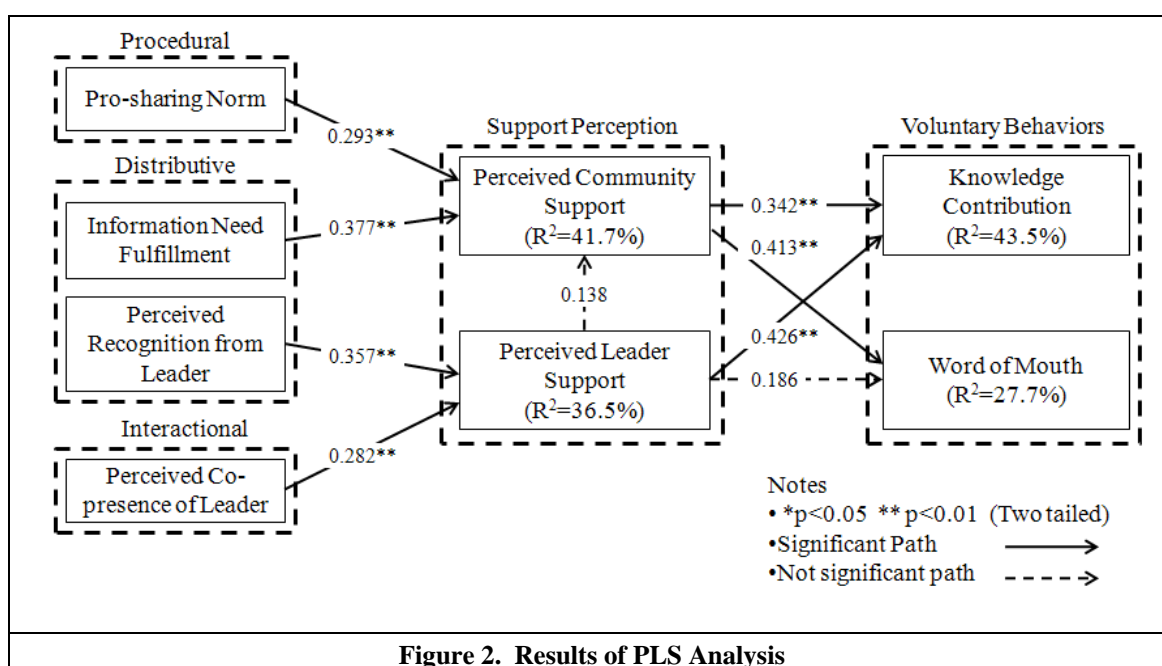 Procedural
Pro-sharing Norm
0.293**
Distributive
Information Need
Fulfillment
0.377**
Perceived
Recognition from
Leader
0.357**
Interactional
Perceived Co-
presence of Leader
0.282**
Support Perception
Perceived Community
Support
(R²=41.7%)
0.138
Perceived Leader
Support
(R²=36.5%)
0.342**
0.413**
0.426**
0.186
Voluntary Behaviors
Knowledge
Contribution
(R²=43.5%)
Word of Mouth
(R²=27.7%)
Notes
• *p<0.05 ** p<0.01 (Two tailed)
•Significant Path
•Not significant path
Figure 2. Results of PLS Analysis